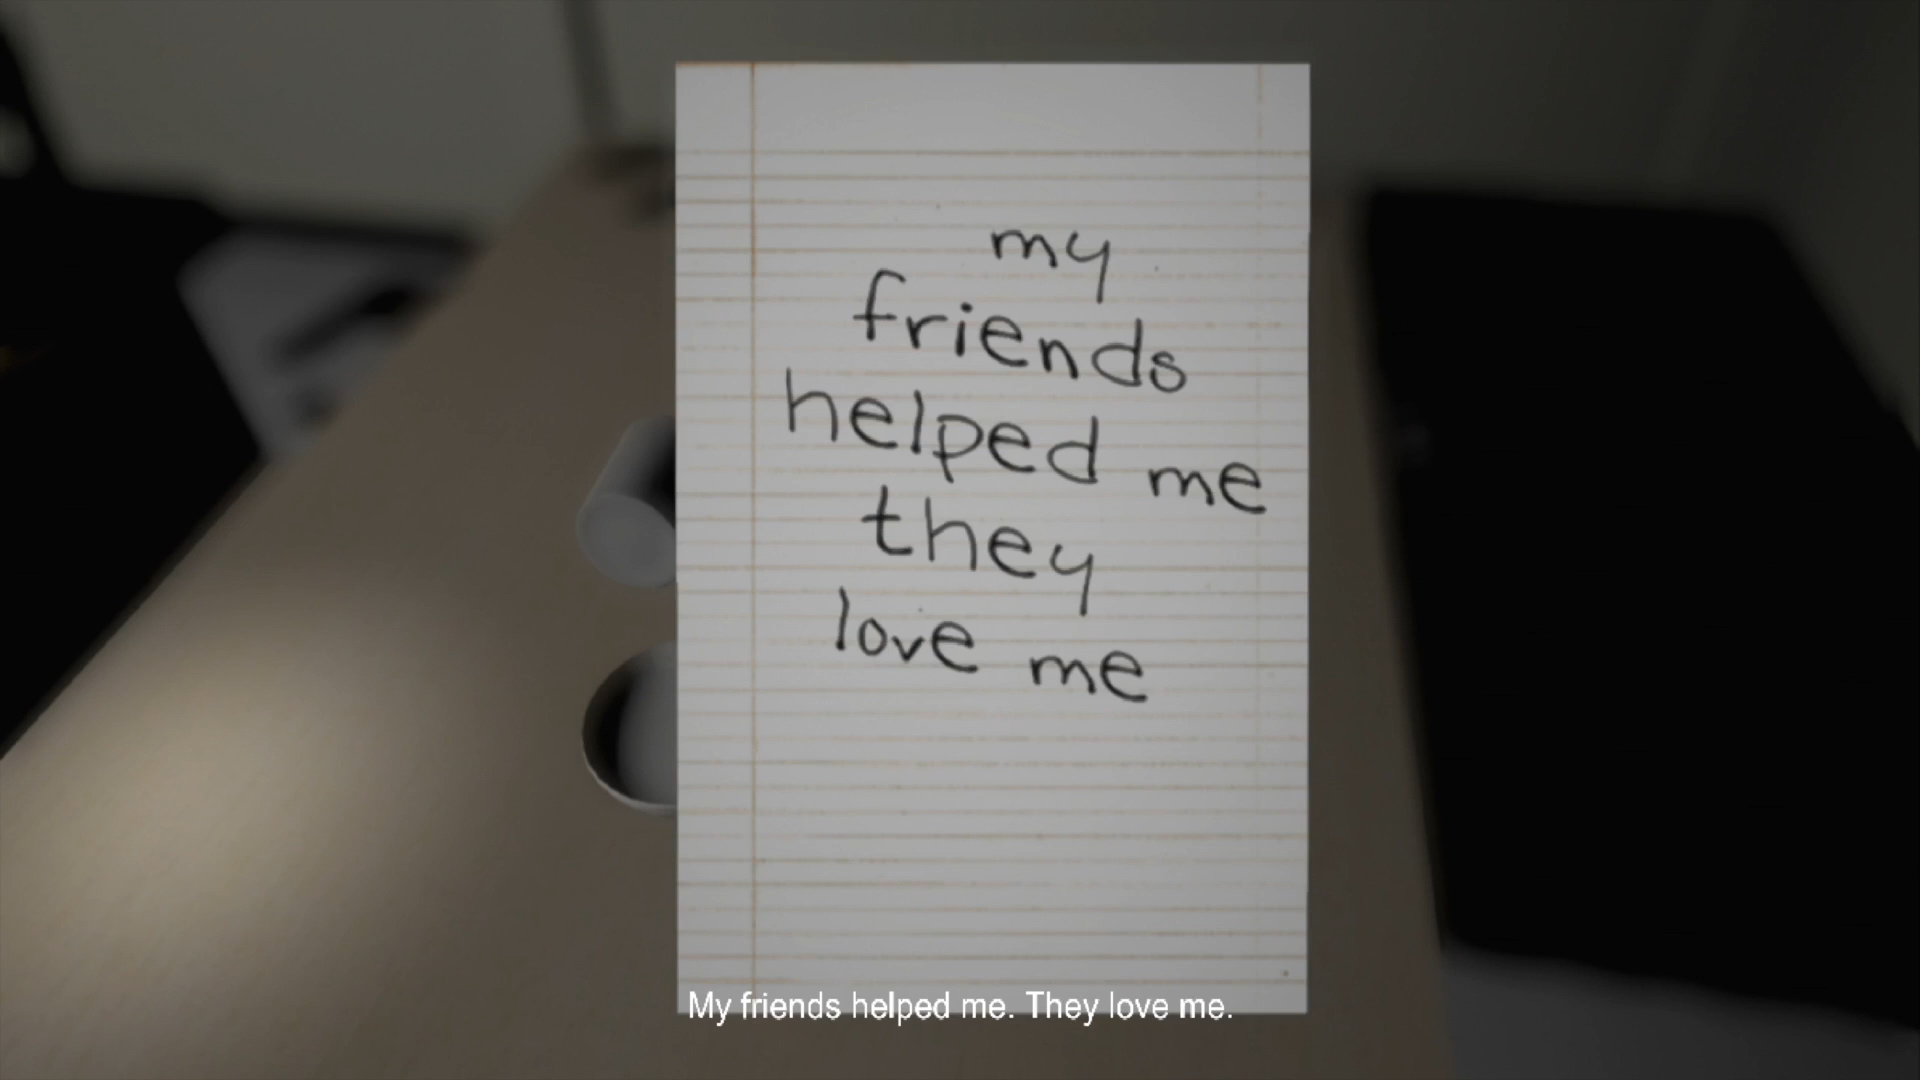 my
friends
helped me
they
love me
My friends helped me. They love me.